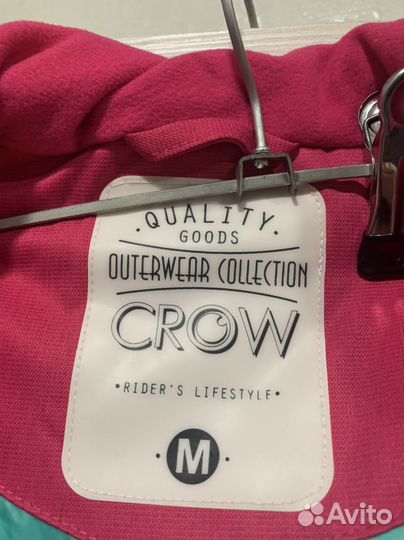 ·QUALITY·
GOODS
OUTERWEAR COLLECTION
CROW
•RIDER'S LIFESTYLE•
•M•
Avito